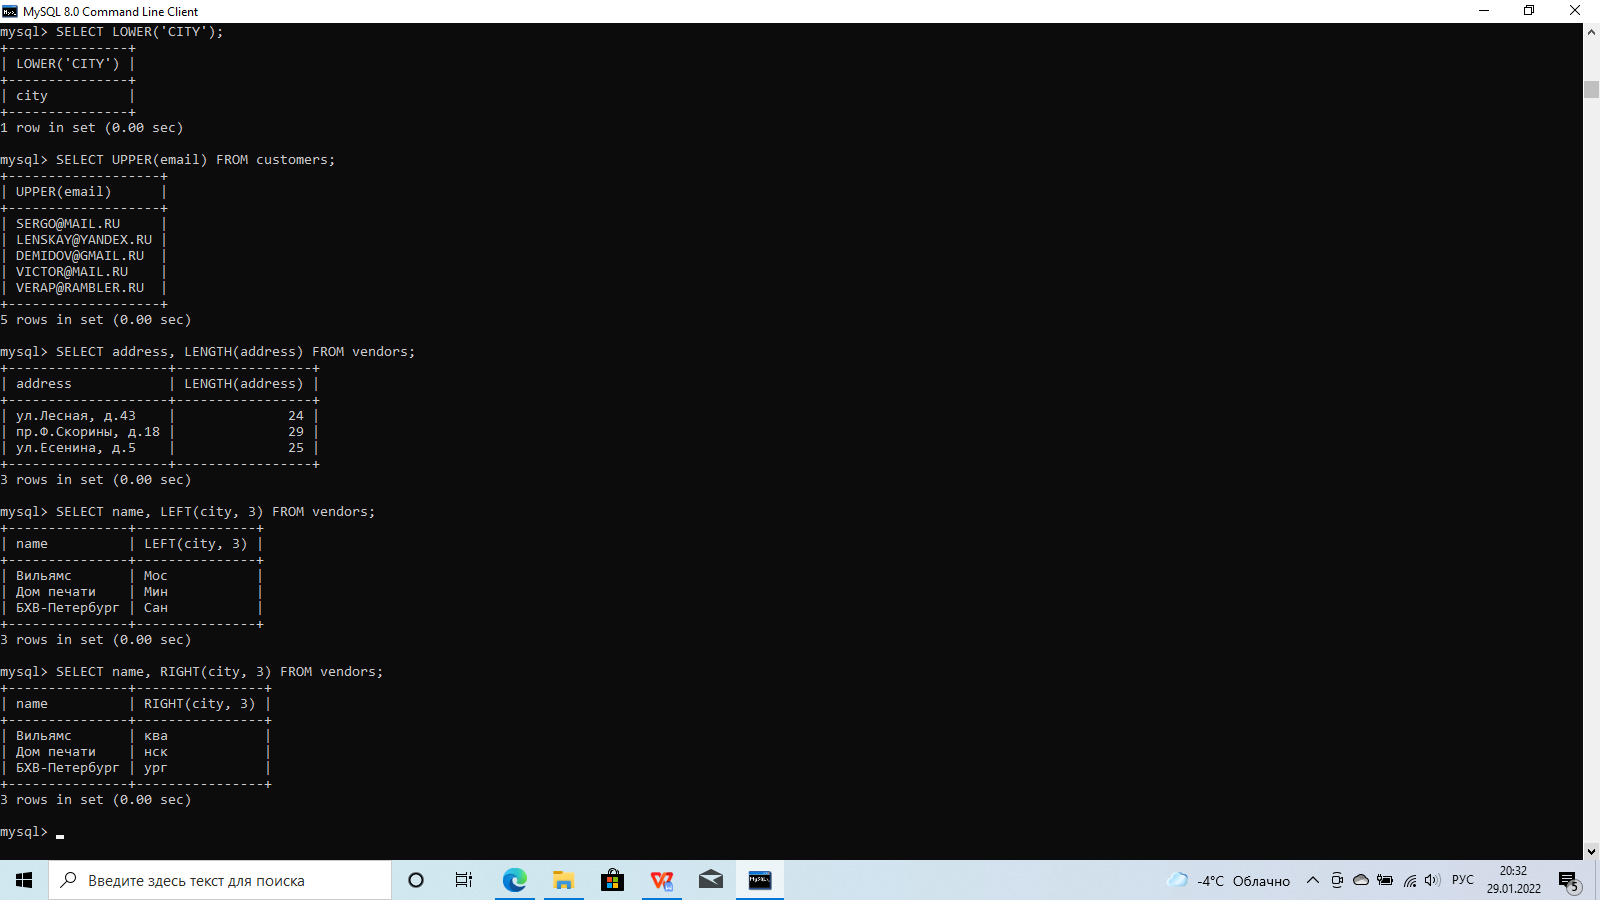 MySQL 8.0 Command Line Client
mysql> SELECT LOWER('CITY');
+---------------+
| LOWER('CITY') |
+---------------+
| city          |
+---------------+
1 row in set (0.00 sec)
mysql> SELECT UPPER(email) FROM customers;
+-------------------+
| UPPER(email)      |
+-------------------+
| SERGO@MAIL.RU     |
| LENSKAY@YANDEX.RU |
| DEMIDOV@GMAIL.RU  |
| VICTOR@MAIL.RU    |
| VERAP@RAMBLER.RU  |
+-------------------+
5 rows in set (0.00 sec)
mysql> SELECT address, LENGTH(address) FROM vendors;
+--------------------+-----------------+
| address            | LENGTH(address) |
+--------------------+-----------------+
| ул.Лесная, д.43    |              24 |
| пр.Ф.Скорины, д.18 |              29 |
| ул.Есенина, д.5    |              25 |
+--------------------+-----------------+
3 rows in set (0.00 sec)
mysql> SELECT name, LEFT(city, 3) FROM vendors;
+---------------+---------------+
| name          | LEFT(city, 3) |
+---------------+---------------+
| Вильямс       | Мос           |
| Дом печати    | Мин           |
| БХВ-Петербург | Сан           |
+---------------+---------------+
3 rows in set (0.00 sec)
mysql> SELECT name, RIGHT(city, 3) FROM vendors;
+---------------+----------------+
| name          | RIGHT(city, 3) |
+---------------+----------------+
| Вильямс       | ква            |
| Дом печати    | нск            |
| БХВ-Петербург | ург            |
+---------------+----------------+
3 rows in set (0.00 sec)
mysql>
Введите здесь текст для поиска
-4°C Облачно
РУС
20:32
29.01.2022
5